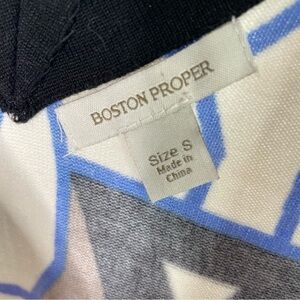 BOSTON PROPER
Size S
Made in
China